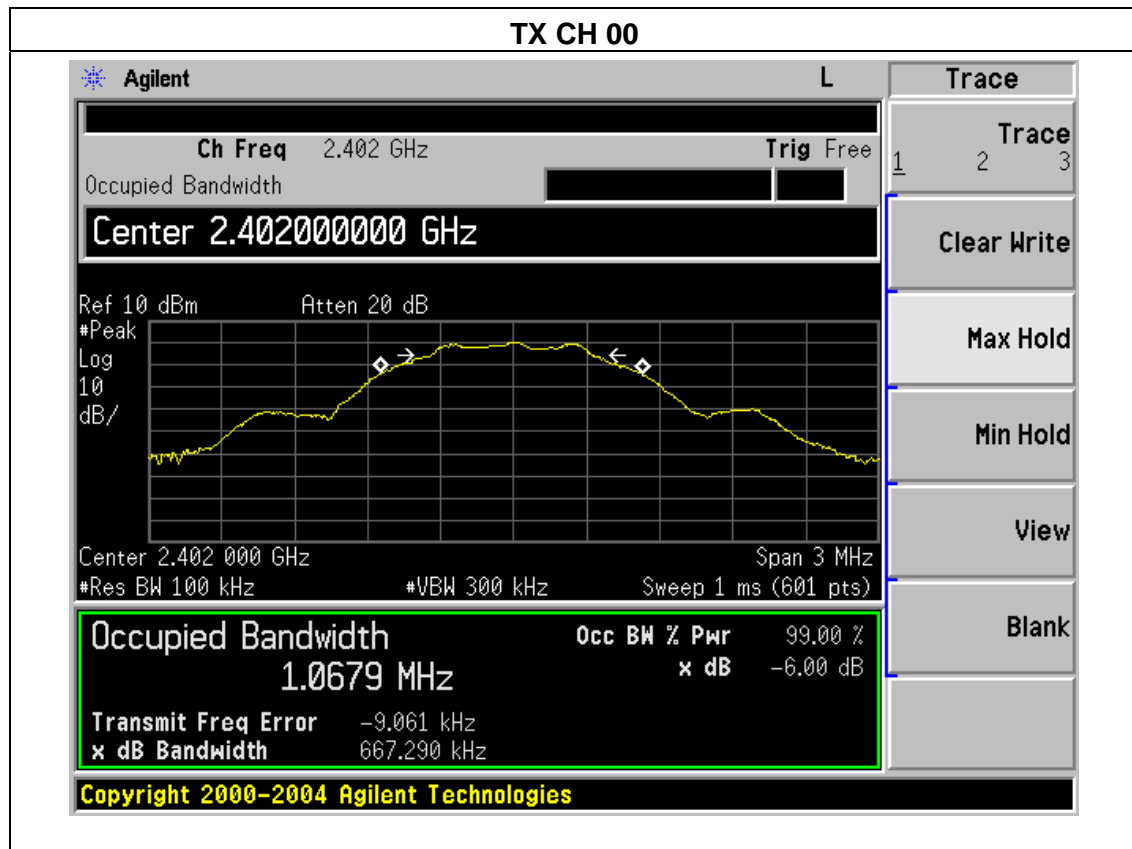 TX CH 00
Agilent L Trace
Ch Freq 2.402 GHz Trig Free
Occupied Bandwidth
Center 2.402000000 GHz
Ref 10 dBm Atten 20 dB
#Peak
Log
10
dB/
Center 2.402 000 GHz Span 3 MHz
#Res BW 100 kHz #VBW 300 kHz Sweep 1 ms (601 pts)
Occupied Bandwidth Occ BW % Pwr 99.00 %
1.0679 MHz x dB -6.00 dB
Transmit Freq Error -9.061 kHz
x dB Bandwidth 667.290 kHz
Copyright 2000-2004 Agilent Technologies
Trace
1 2 3
Clear Write
Max Hold
Min Hold
View
Blank